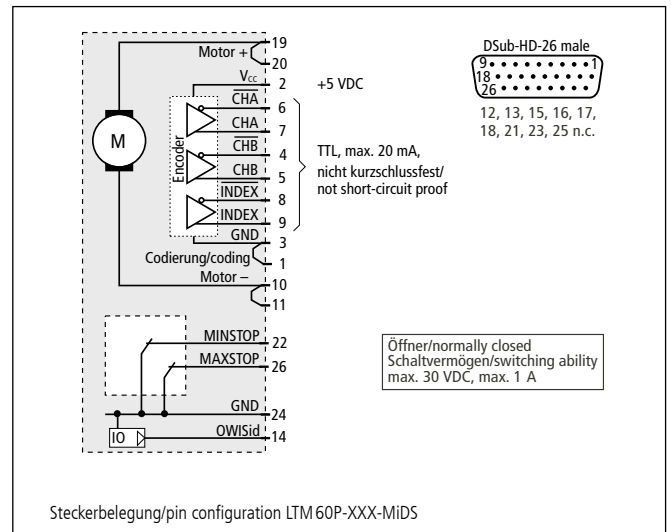 Motor + 19
20
Vcc 2 +5 VDC
CHA 6
CHA 7
CHB 4
CHB 5
INDEX 8
INDEX 9
GND 3
Codierung/coding 1
Motor – 10
11
M
Encoder
TTL, max. 20 mA,
nicht kurzschlussfest/
not short-circuit proof
MINSTOP 22
MAXSTOP 26
GND 24
IO OWISid 14
DSub-HD-26 male
9 1
18
26
12, 13, 15, 16, 17,
18, 21, 23, 25 n.c.
Öffner/normally closed
Schaltvermögen/switching ability
max. 30 VDC, max. 1 A
Steckerbelegung/pin configuration LTM 60P-XXX-MiDS